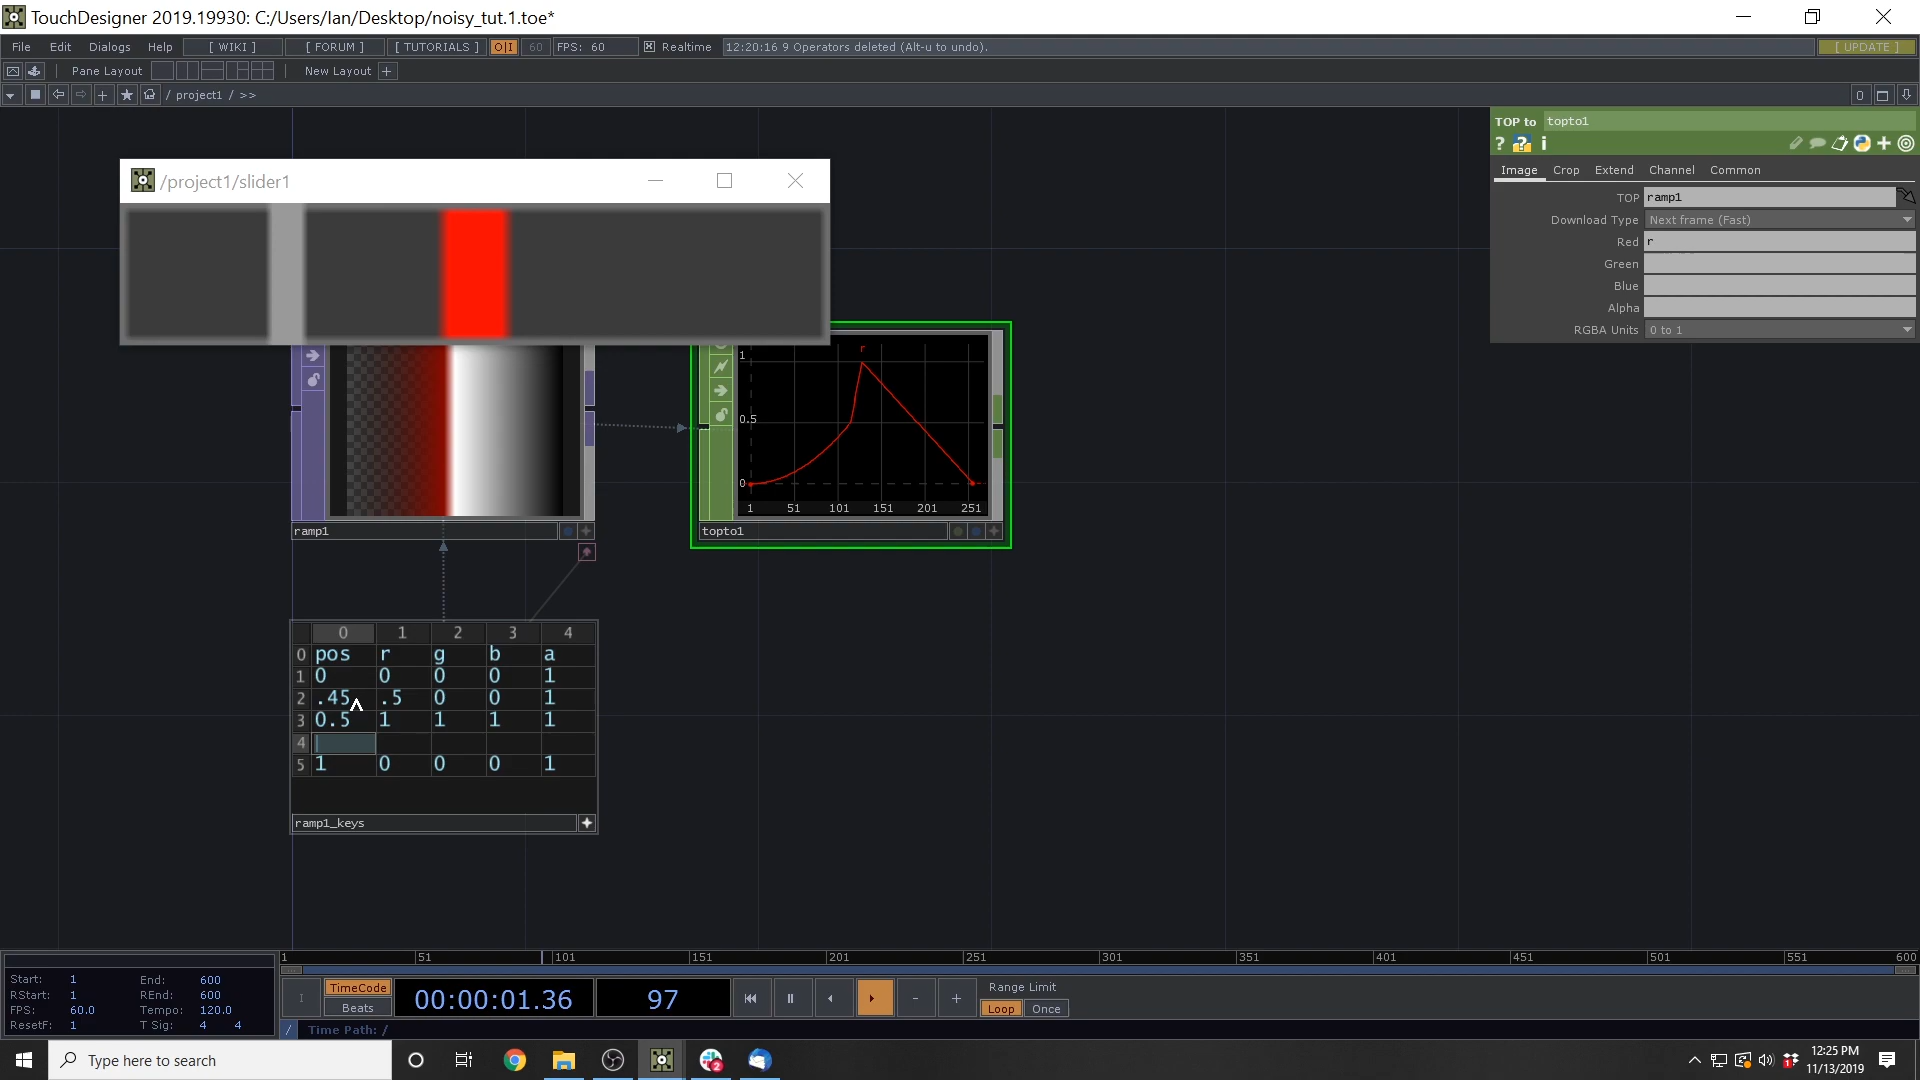 TouchDesigner 2019.19930: C:/Users/Ian/Desktop/noisy_tut.1.toe*
File Edit Dialogs Help [ WIKI ] [ FORUM ] [ TUTORIALS ] O|I 60 FPS: 60 Realtime 12:20:16 9 Operators deleted (Alt-u to undo). [ UPDATE ]
Pane Layout New Layout +
/ project1 / >> 0
TOP to topto1
? ? i
Image Crop Extend Channel Common
TOP ramp1
Download Type Next frame (Fast)
Red r
Green
Blue
Alpha
RGBA Units 0 to 1
/project1/slider1
r
1
0.5
0
1 51 101 151 201 251
ramp1
topto1
0 1 2 3 4
0 pos r g b a
1 0 0 0 0 1
2 .45 .5 0 0 1
3 0.5 1 1 1 1
4
5 1 0 0 0 1
ramp1_keys
1 51 101 151 201 251 301 351 401 451 501 551 600
Start: 1 End: 600
RStart: 1 REnd: 600
FPS: 60.0 Tempo: 120.0
ResetF: 1 T Sig: 4 4
I
TimeCode
Beats
00:00:01.36
97
- +
Range Limit
Loop Once
/ Time Path: /
Type here to search
2
1
12:25 PM
11/13/2019